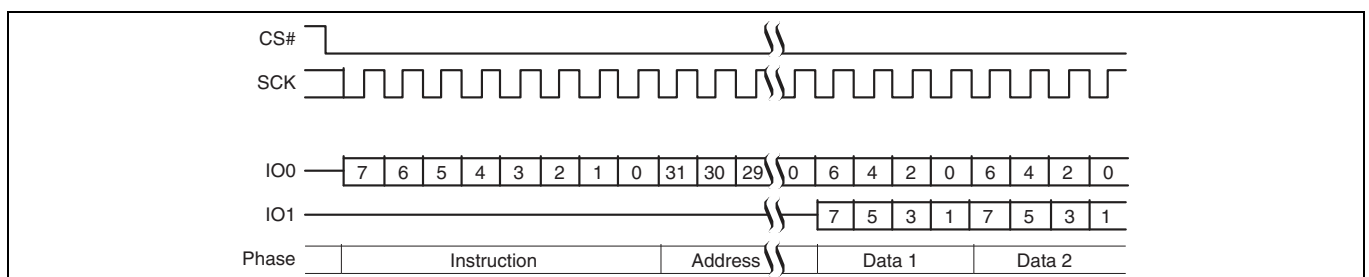 CS#
SCK
IO0 7 6 5 4 3 2 1 0 31 30 29 0 6 4 2 0 6 4 2 0
IO1 7 5 3 1 7 5 3 1
Phase Instruction Address Data 1 Data 2